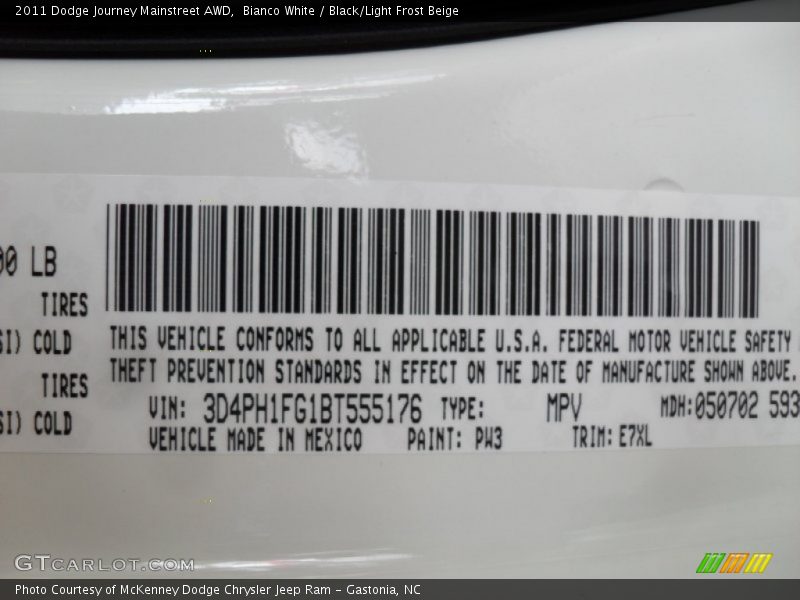 2011 Dodge Journey Mainstreet AWD, Bianco White / Black/Light Frost Beige
00 LB
TIRES
SI) COLD
TIRES
SI) COLD
THIS VEHICLE CONFORMS TO ALL APPLICABLE U.S.A. FEDERAL MOTOR VEHICLE SAFETY
THEFT PREVENTION STANDARDS IN EFFECT ON THE DATE OF MANUFACTURE SHOWN ABOVE.
VIN: 3D4PH1FG1BT555176 TYPE: MPV MDH:050702 593
VEHICLE MADE IN MEXICO PAINT: PW3 TRIM: E7XL
GTCARLOT.COM
Photo Courtesy of McKenney Dodge Chrysler Jeep Ram - Gastonia, NC